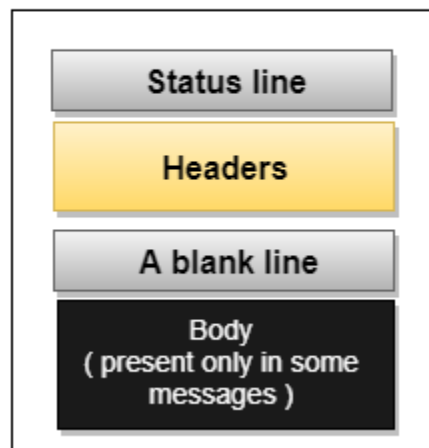 Status line
Headers
A blank line
Body
( present only in some
messages )